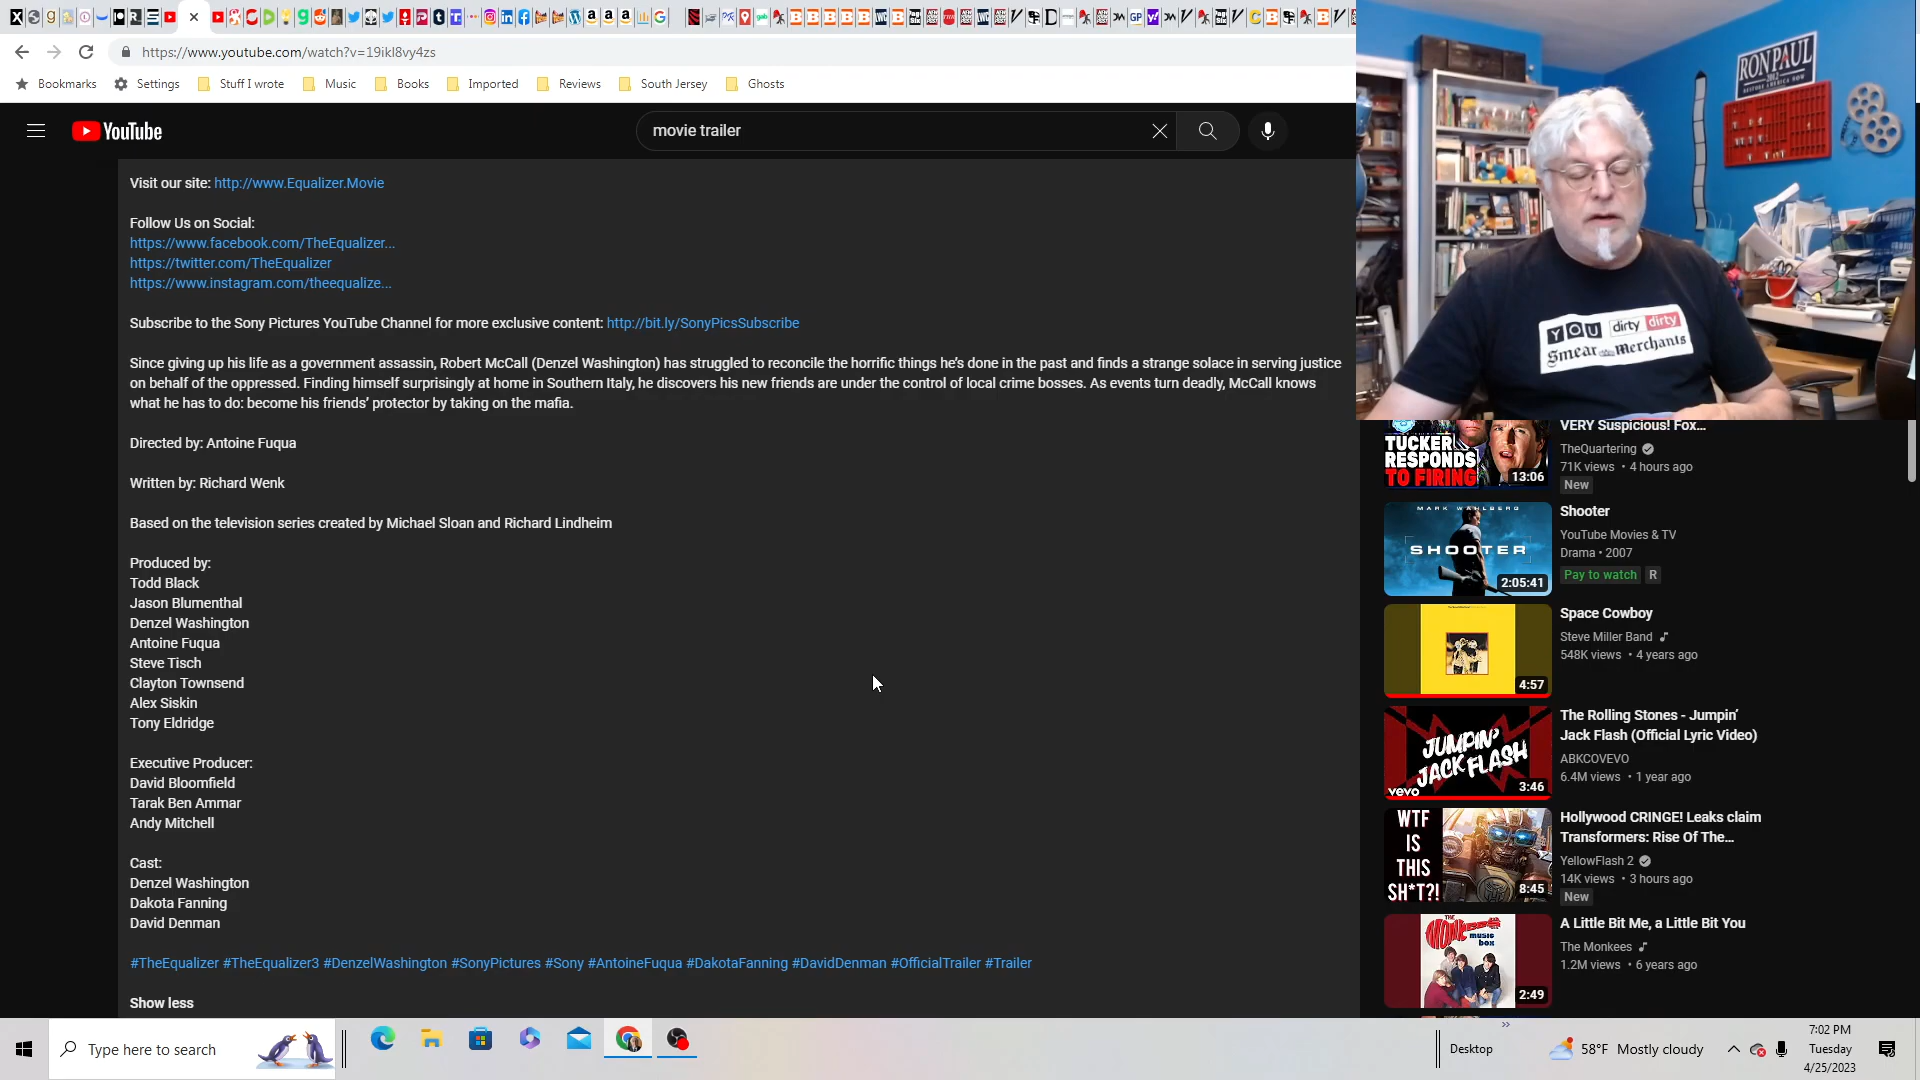 https://www.youtube.com/watch?v=19ikl8vy4zs
Bookmarks Settings Stuff I wrote Music Books Imported Reviews South Jersey Ghosts
YouTube
movie trailer
Visit our site: http://www.Equalizer.Movie
Follow Us on Social:
https://www.facebook.com/TheEqualizer...
https://twitter.com/TheEqualizer
https://www.instagram.com/theequalize...
Subscribe to the Sony Pictures YouTube Channel for more exclusive content: http://bit.ly/SonyPicsSubscribe
Since giving up his life as a government assassin, Robert McCall (Denzel Washington) has struggled to reconcile the horrific things he's done in the past and finds a strange solace in serving justice
on behalf of the oppressed. Finding himself surprisingly at home in Southern Italy, he discovers his new friends are under the control of local crime bosses. As events turn deadly, McCall knows
what he has to do: become his friends' protector by taking on the mafia.
Directed by: Antoine Fuqua
Written by: Richard Wenk
Based on the television series created by Michael Sloan and Richard Lindheim
Produced by:
Todd Black
Jason Blumenthal
Denzel Washington
Antoine Fuqua
Steve Tisch
Clayton Townsend
Alex Siskin
Tony Eldridge
Executive Producer:
David Bloomfield
Tarak Ben Ammar
Andy Mitchell
Cast:
Denzel Washington
Dakota Fanning
David Denman
#TheEqualizer #TheEqualizer3 #DenzelWashington #SonyPictures #Sony #AntoineFuqua #DakotaFanning #DavidDenman #OfficialTrailer #Trailer
Show less
RON PAUL
2012
YOU dirty dirty
Smear Merchants
TUCKER
RESPONDS
TO FIRING
13:06
VERY Suspicious! Fox...
TheQuartering
71K views • 4 hours ago
New
MARK WAHLBERG
SHOOTER
2:05:41
Shooter
YouTube Movies & TV
Drama • 2007
Pay to watch R
4:57
Space Cowboy
Steve Miller Band
548K views • 4 years ago
JUMPIN'
JACK FLASH
vevo
3:46
The Rolling Stones - Jumpin'
Jack Flash (Official Lyric Video)
ABKCOVEVO
6.4M views • 1 year ago
WTF
IS
THIS
SH*T?!
8:45
Hollywood CRINGE! Leaks claim
Transformers: Rise Of The...
YellowFlash 2
14K views • 3 hours ago
New
THE
MONKEES
music
box
2:49
A Little Bit Me, a Little Bit You
The Monkees
1.2M views • 6 years ago
Type here to search
Desktop
58°F Mostly cloudy
7:02 PM
Tuesday
4/25/2023